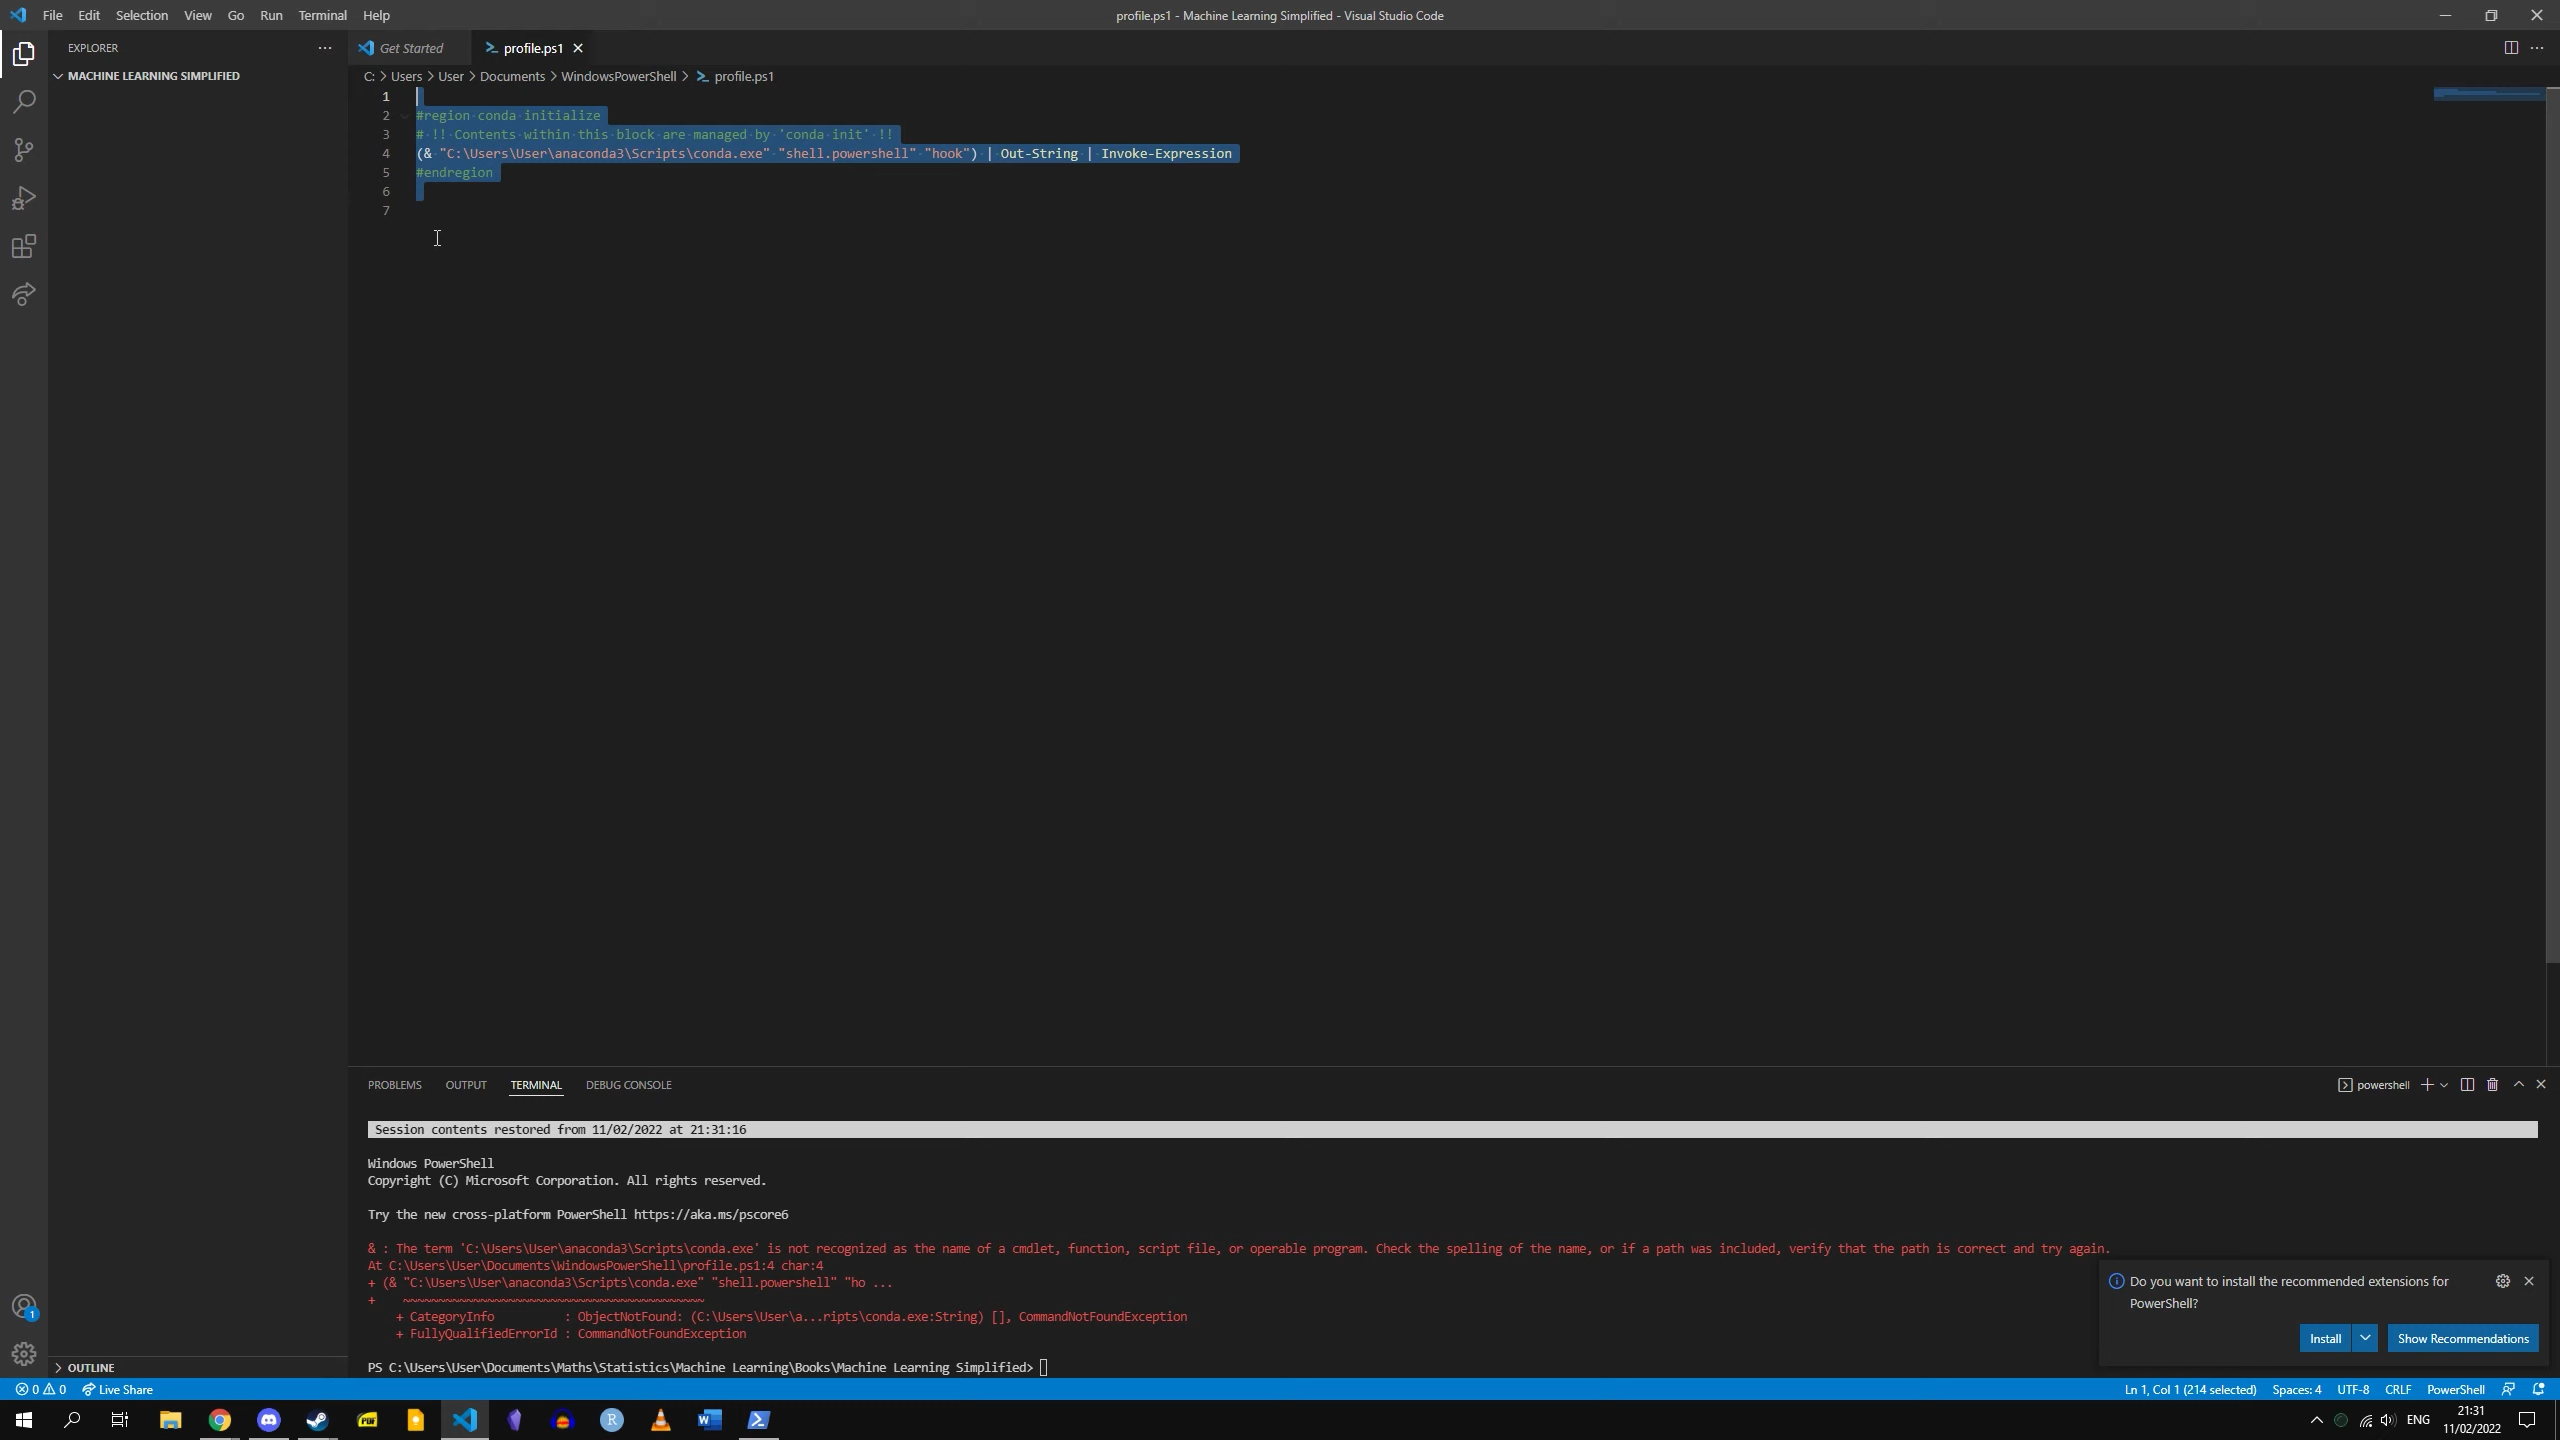 File Edit Selection View Go Run Terminal Help
profile.ps1 - Machine Learning Simplified - Visual Studio Code
EXPLORER
MACHINE LEARNING SIMPLIFIED
Get Started
profile.ps1
C: > Users > User > Documents > WindowsPowerShell > profile.ps1
1
2 #region conda initialize
3 # !! Contents within this block are managed by 'conda init' !!
4 (& "C:\Users\User\anaconda3\Scripts\conda.exe" "shell.powershell" "hook") | Out-String | Invoke-Expression
5 #endregion
6
7
PROBLEMS OUTPUT TERMINAL DEBUG CONSOLE
powershell
Session contents restored from 11/02/2022 at 21:31:16
Windows PowerShell
Copyright (C) Microsoft Corporation. All rights reserved.
Try the new cross-platform PowerShell https://aka.ms/pscore6
& : The term 'C:\Users\User\anaconda3\Scripts\conda.exe' is not recognized as the name of a cmdlet, function, script file, or operable program. Check the spelling of the name, or if a path was included, verify that the path is correct and try again.
At C:\Users\User\Documents\WindowsPowerShell\profile.ps1:4 char:4
+ (& "C:\Users\User\anaconda3\Scripts\conda.exe" "shell.powershell" "ho ...
+    ~~~~~~~~~~~~~~~~~~~~~~~~~~~~~~~~~~~~~~~~~~~
+ CategoryInfo          : ObjectNotFound: (C:\Users\User\a...ripts\conda.exe:String) [], CommandNotFoundException
+ FullyQualifiedErrorId : CommandNotFoundException
PS C:\Users\User\Documents\Maths\Statistics\Machine Learning\Books\Machine Learning Simplified>
Do you want to install the recommended extensions for
PowerShell?
Install
Show Recommendations
1
OUTLINE
0 0 Live Share
Ln 1, Col 1 (214 selected) Spaces: 4 UTF-8 CRLF PowerShell
PDF
R
W
ENG
21:31
11/02/2022